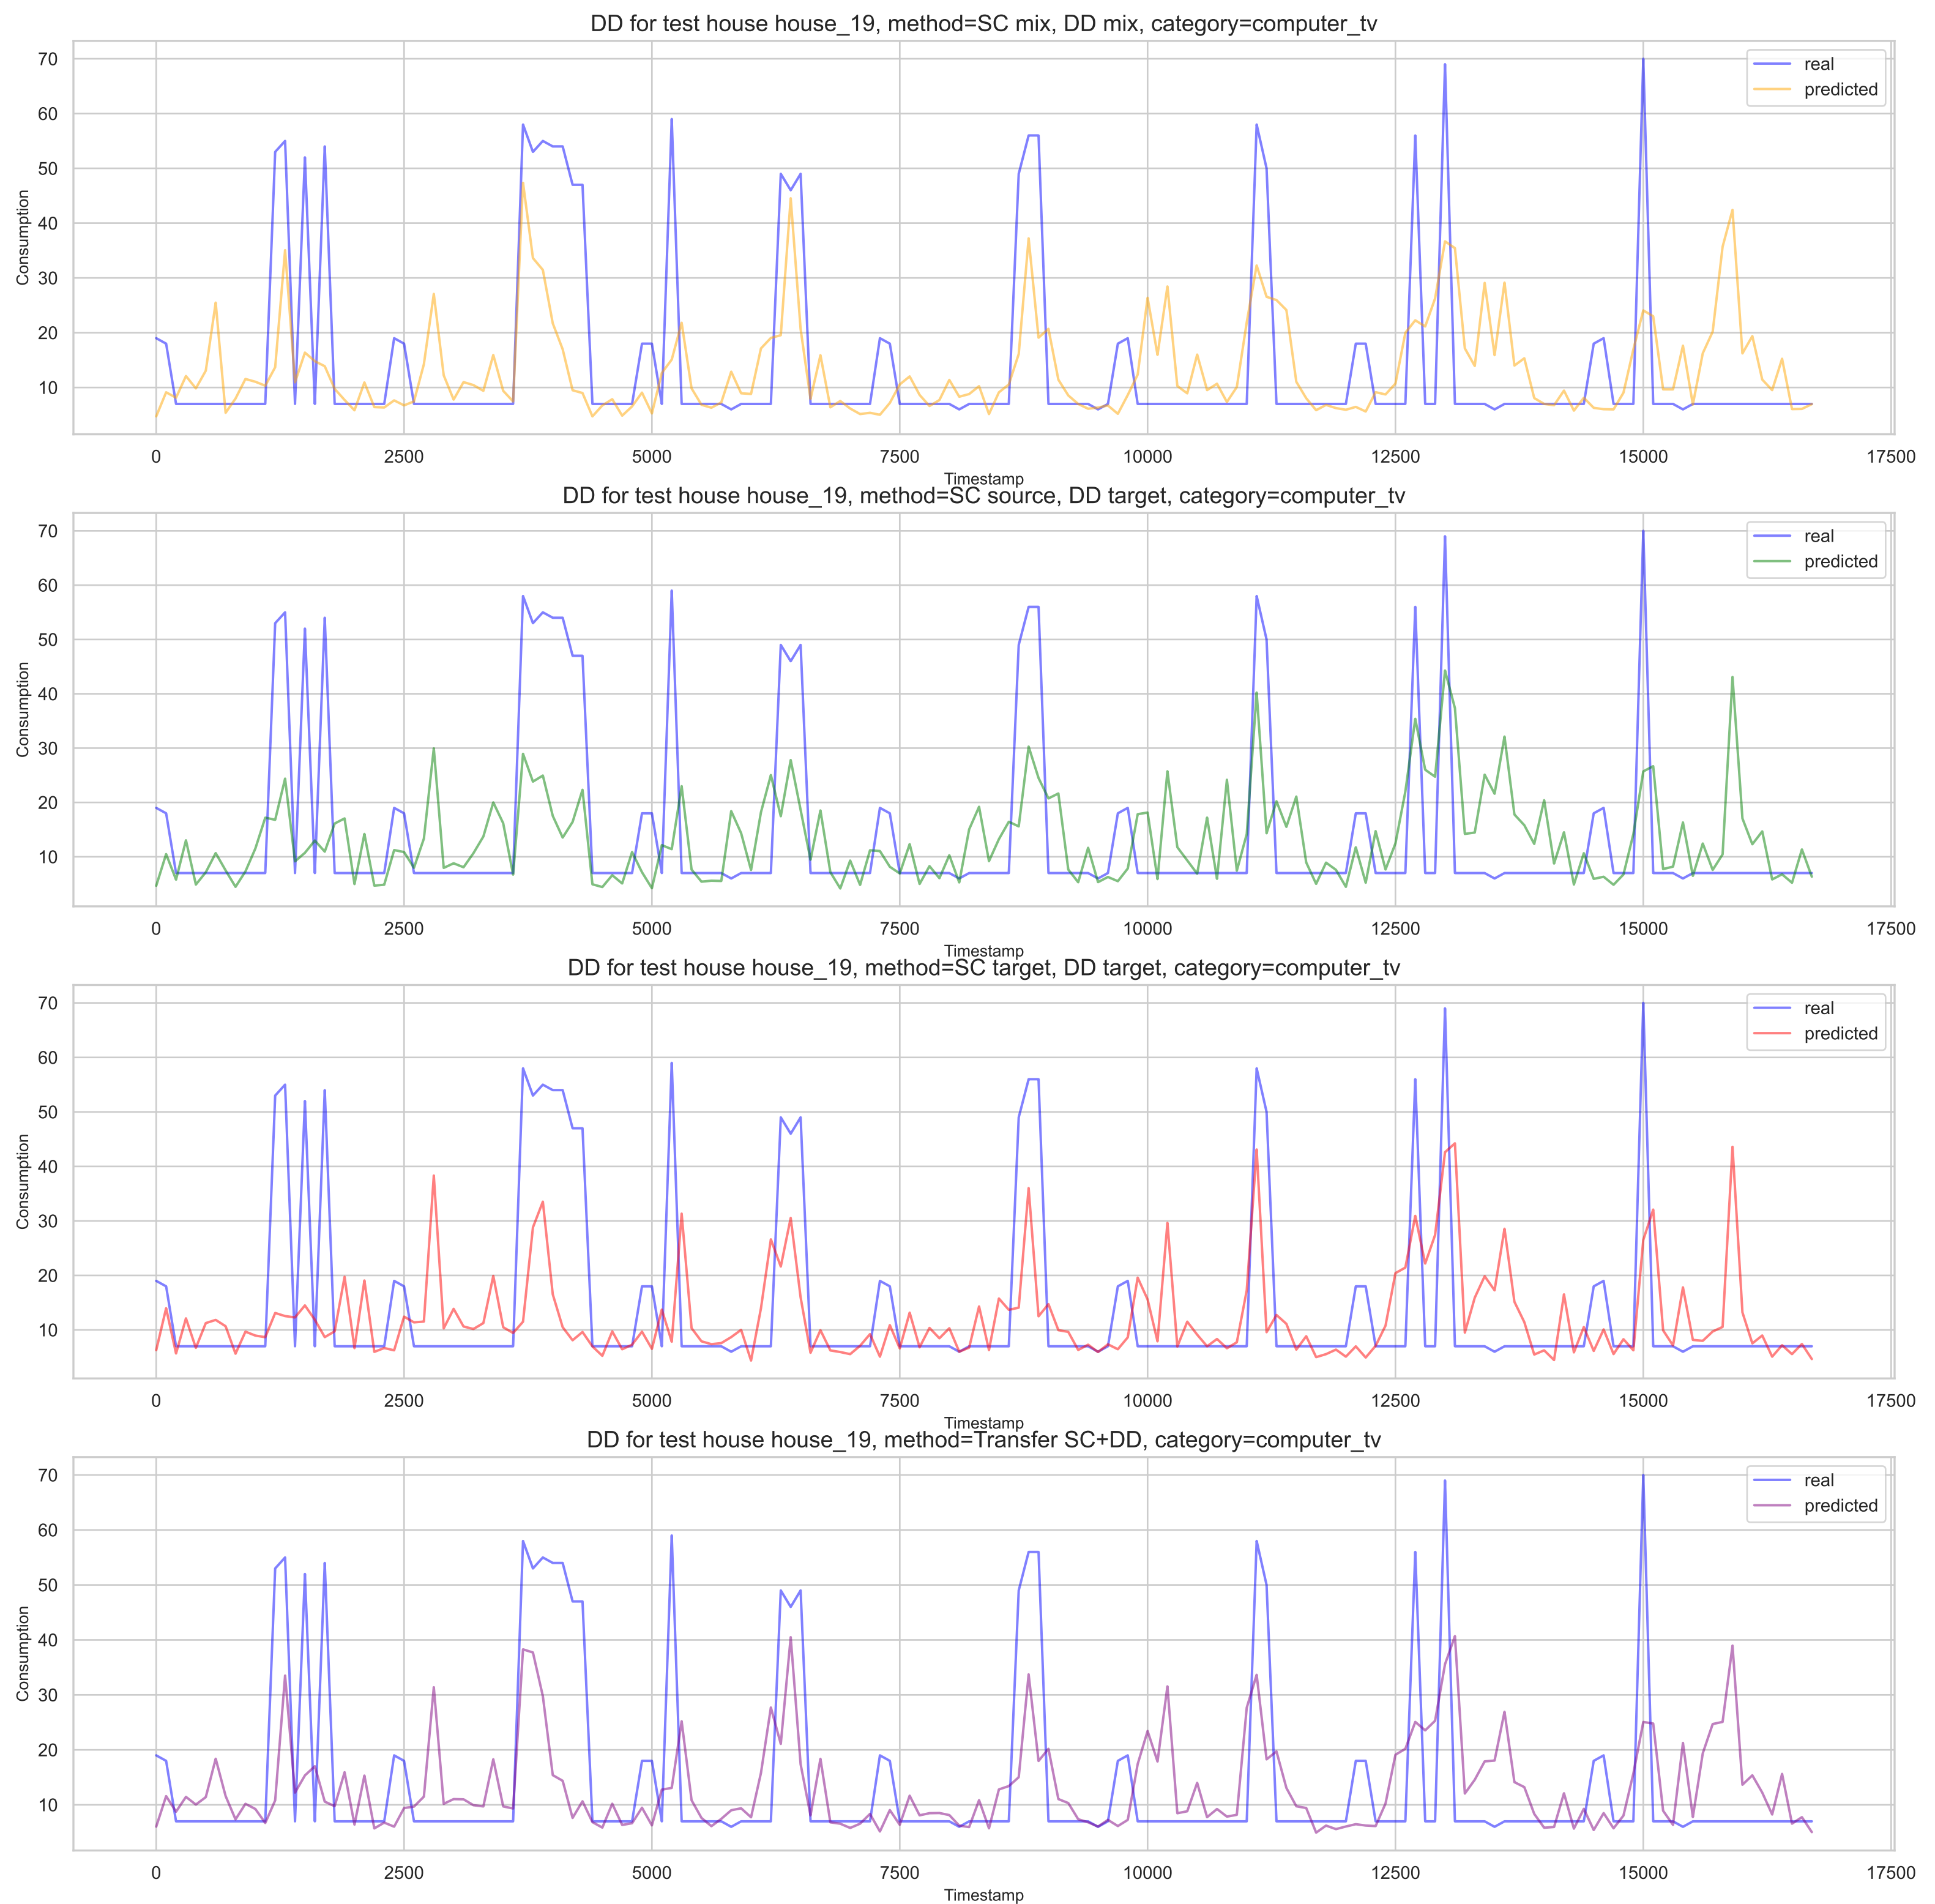 DD for test house house_19, method=SC mix, DD mix, category=computer_tv
70
60
50
40
30
20
10
Consumption
real
predicted
0 2500 5000 7500 10000 12500 15000 17500
Timestamp
DD for test house house_19, method=SC source, DD target, category=computer_tv
70
60
50
40
30
20
10
Consumption
real
predicted
0 2500 5000 7500 10000 12500 15000 17500
Timestamp
DD for test house house_19, method=SC target, DD target, category=computer_tv
70
60
50
40
30
20
10
Consumption
real
predicted
0 2500 5000 7500 10000 12500 15000 17500
Timestamp
DD for test house house_19, method=Transfer SC+DD, category=computer_tv
70
60
50
40
30
20
10
Consumption
real
predicted
0 2500 5000 7500 10000 12500 15000 17500
Timestamp